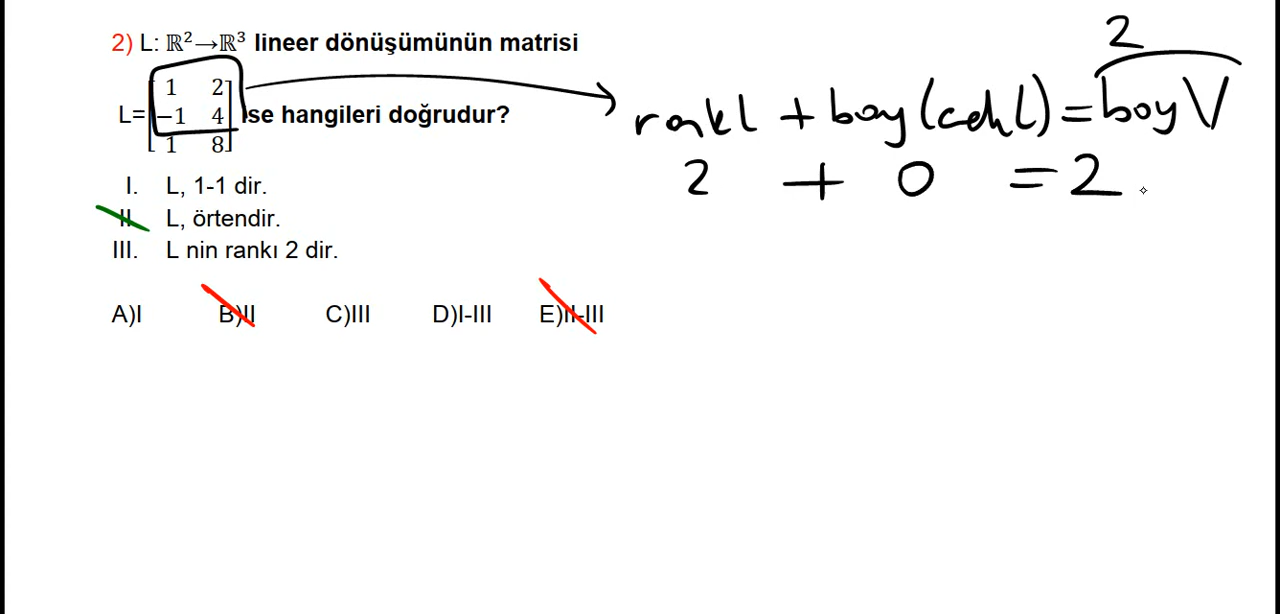 2) L: ℝ²→ℝ³ lineer dönüşümünün matrisi
L=[1 2
-1 4
1 8] ise hangileri doğrudur?
I. L, 1-1 dir.
II. L, örtendir.
III. L nin rankı 2 dir.
A)I B)II C)III D)I-III E)II-III
2
rankL + boy(çekL) = boy V
2 + 0 = 2